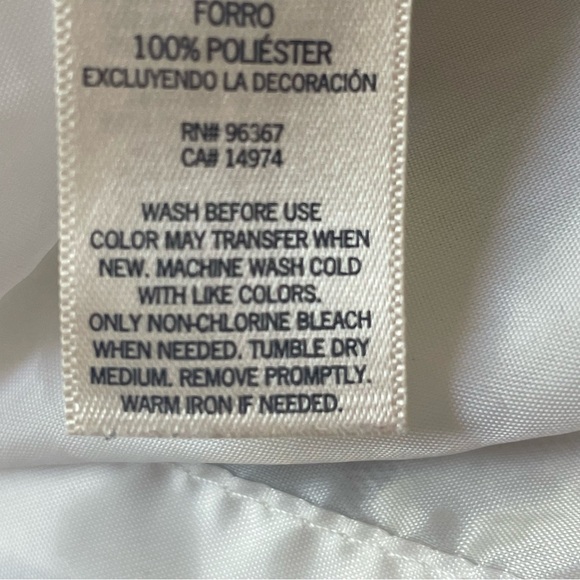 FORRO
100% POLIÉSTER
EXCLUYENDO LA DECORACIÓN
RN# 96367
CA# 14974
WASH BEFORE USE
COLOR MAY TRANSFER WHEN
NEW. MACHINE WASH COLD
WITH LIKE COLORS.
ONLY NON-CHLORINE BLEACH
WHEN NEEDED. TUMBLE DRY
MEDIUM. REMOVE PROMPTLY.
WARM IRON IF NEEDED.